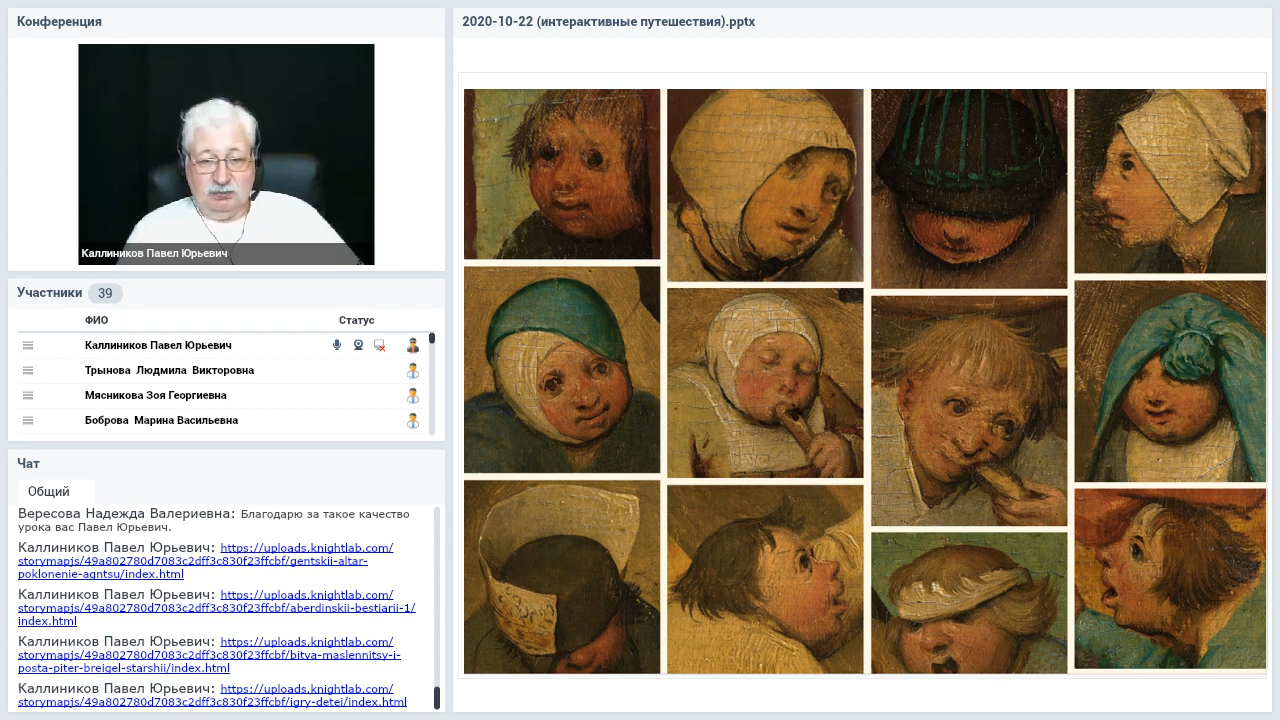 Конференция
Каллиников Павел Юрьевич
Участники 39
ФИО Статус
Каллиников Павел Юрьевич
Трынова Людмила Викторовна
Мясникова Зоя Георгиевна
Боброва Марина Васильевна
Чат
Общий
Вересова Надежда Валериевна: Благодарю за такое качество
урока вас Павел Юрьевич.
Каллиников Павел Юрьевич: https://uploads.knightlab.com/
storymapjs/49a802780d7083c2dff3c830f23ffcbf/gentskii-altar-
poklonenie-agntsu/index.html
Каллиников Павел Юрьевич: https://uploads.knightlab.com/
storymapjs/49a802780d7083c2dff3c830f23ffcbf/aberdinskii-bestiarii-1/
index.html
Каллиников Павел Юрьевич: https://uploads.knightlab.com/
storymapjs/49a802780d7083c2dff3c830f23ffcbf/bitva-maslennitsy-i-
posta-piter-breigel-starshii/index.html
Каллиников Павел Юрьевич: https://uploads.knightlab.com/
storymapjs/49a802780d7083c2dff3c830f23ffcbf/igry-detei/index.html
2020-10-22 (интерактивные путешествия).pptx